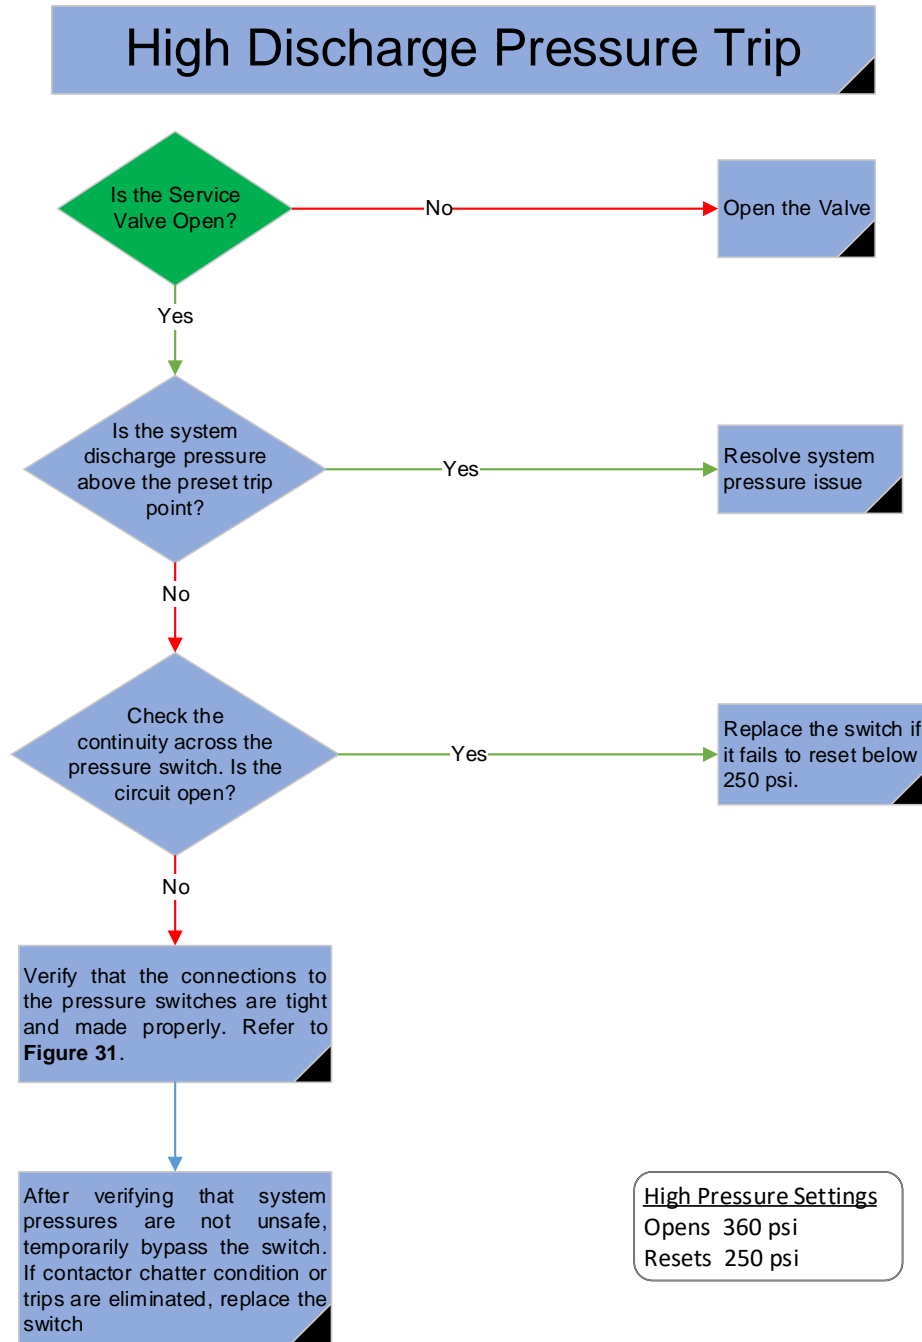 High Discharge Pressure Trip
Is the Service
Valve Open?
No
Open the Valve
Yes
Is the system
discharge pressure
above the preset trip
point?
Yes
Resolve system
pressure issue
No
Check the
continuity across the
pressure switch. Is the
circuit open?
Yes
Replace the switch if
it fails to reset below
250 psi.
No
Verify that the connections to
the pressure switches are tight
and made properly. Refer to
Figure 31.
After verifying that system
pressures are not unsafe,
temporarily bypass the switch.
If contactor chatter condition or
trips are eliminated, replace the
switch
High Pressure Settings
Opens 360 psi
Resets 250 psi